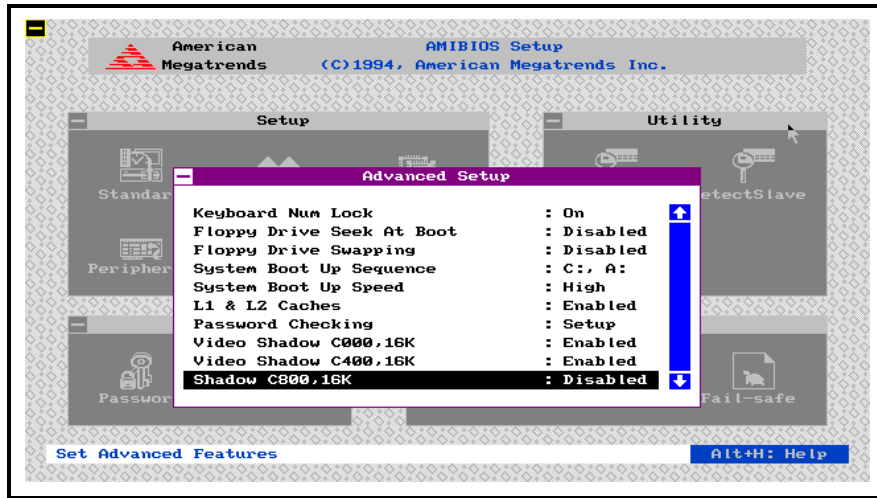 American Megatrends
AMIBIOS Setup
(C)1994, American Megatrends Inc.
Setup
Utility
Standar
etectSlave
Peripher
Advanced Setup
Keyboard Num Lock : On
Floppy Drive Seek At Boot : Disabled
Floppy Drive Swapping : Disabled
System Boot Up Sequence : C:, A:
System Boot Up Speed : High
L1 & L2 Caches : Enabled
Password Checking : Setup
Video Shadow C000,16K : Enabled
Video Shadow C400,16K : Enabled
Shadow C800,16K : Disabled
Passwor
Fail-safe
Set Advanced Features
Alt+H: Help